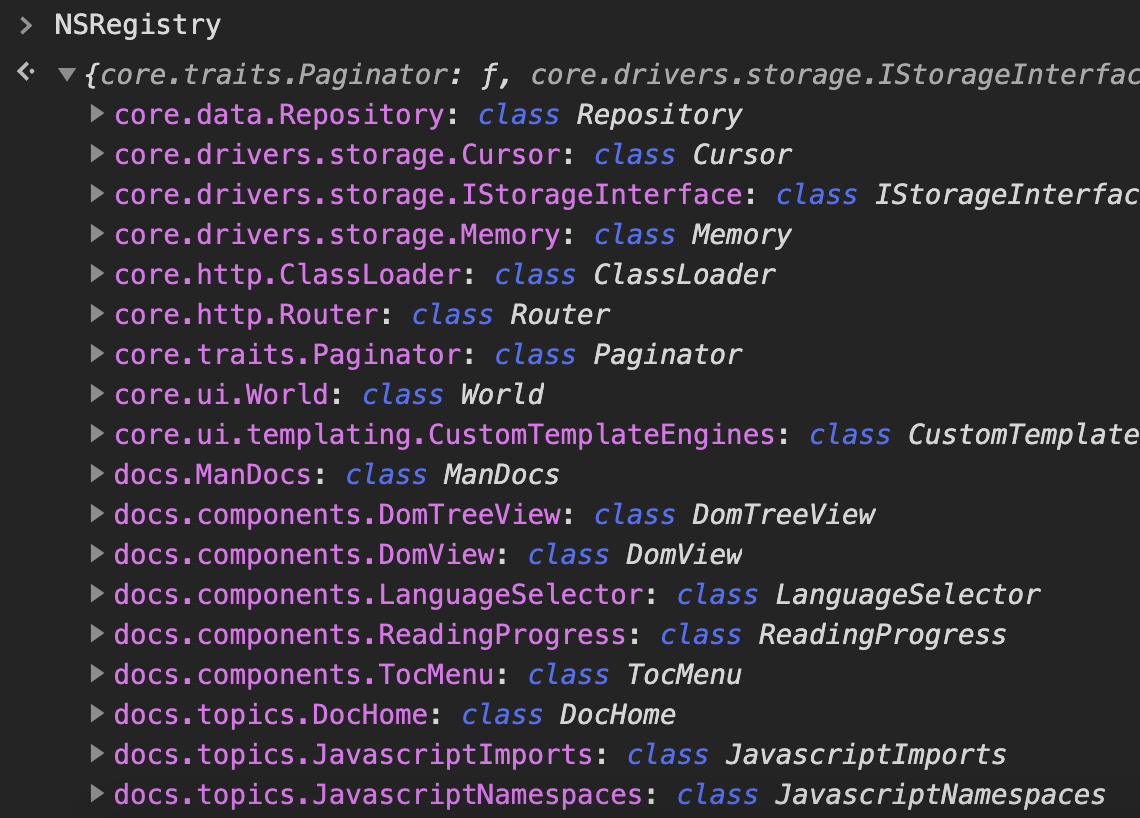 > NSRegistry
{core.traits.Paginator: ƒ, core.drivers.storage.IStorageInterfac
core.data.Repository: class Repository
core.drivers.storage.Cursor: class Cursor
core.drivers.storage.IStorageInterface: class IStorageInterfac
core.drivers.storage.Memory: class Memory
core.http.ClassLoader: class ClassLoader
core.http.Router: class Router
core.traits.Paginator: class Paginator
core.ui.World: class World
core.ui.templating.CustomTemplateEngines: class CustomTemplate
docs.ManDocs: class ManDocs
docs.components.DomTreeView: class DomTreeView
docs.components.DomView: class DomView
docs.components.LanguageSelector: class LanguageSelector
docs.components.ReadingProgress: class ReadingProgress
docs.components.TocMenu: class TocMenu
docs.topics.DocHome: class DocHome
docs.topics.JavascriptImports: class JavascriptImports
docs.topics.JavascriptNamespaces: class JavascriptNamespaces